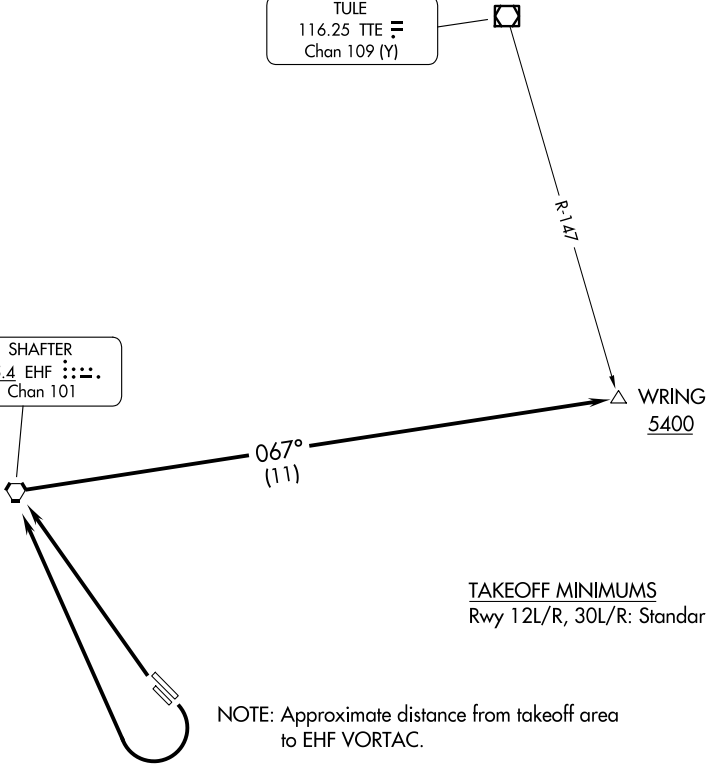 TULE
116.25 TTE
Chan 109 (Y)
R-147
SHAFTER
.4 EHF
Chan 101
WRING
5400
067°
(11)
TAKEOFF MINIMUMS
Rwy 12L/R, 30L/R: Standar
NOTE: Approximate distance from takeoff area
to EHF VORTAC.